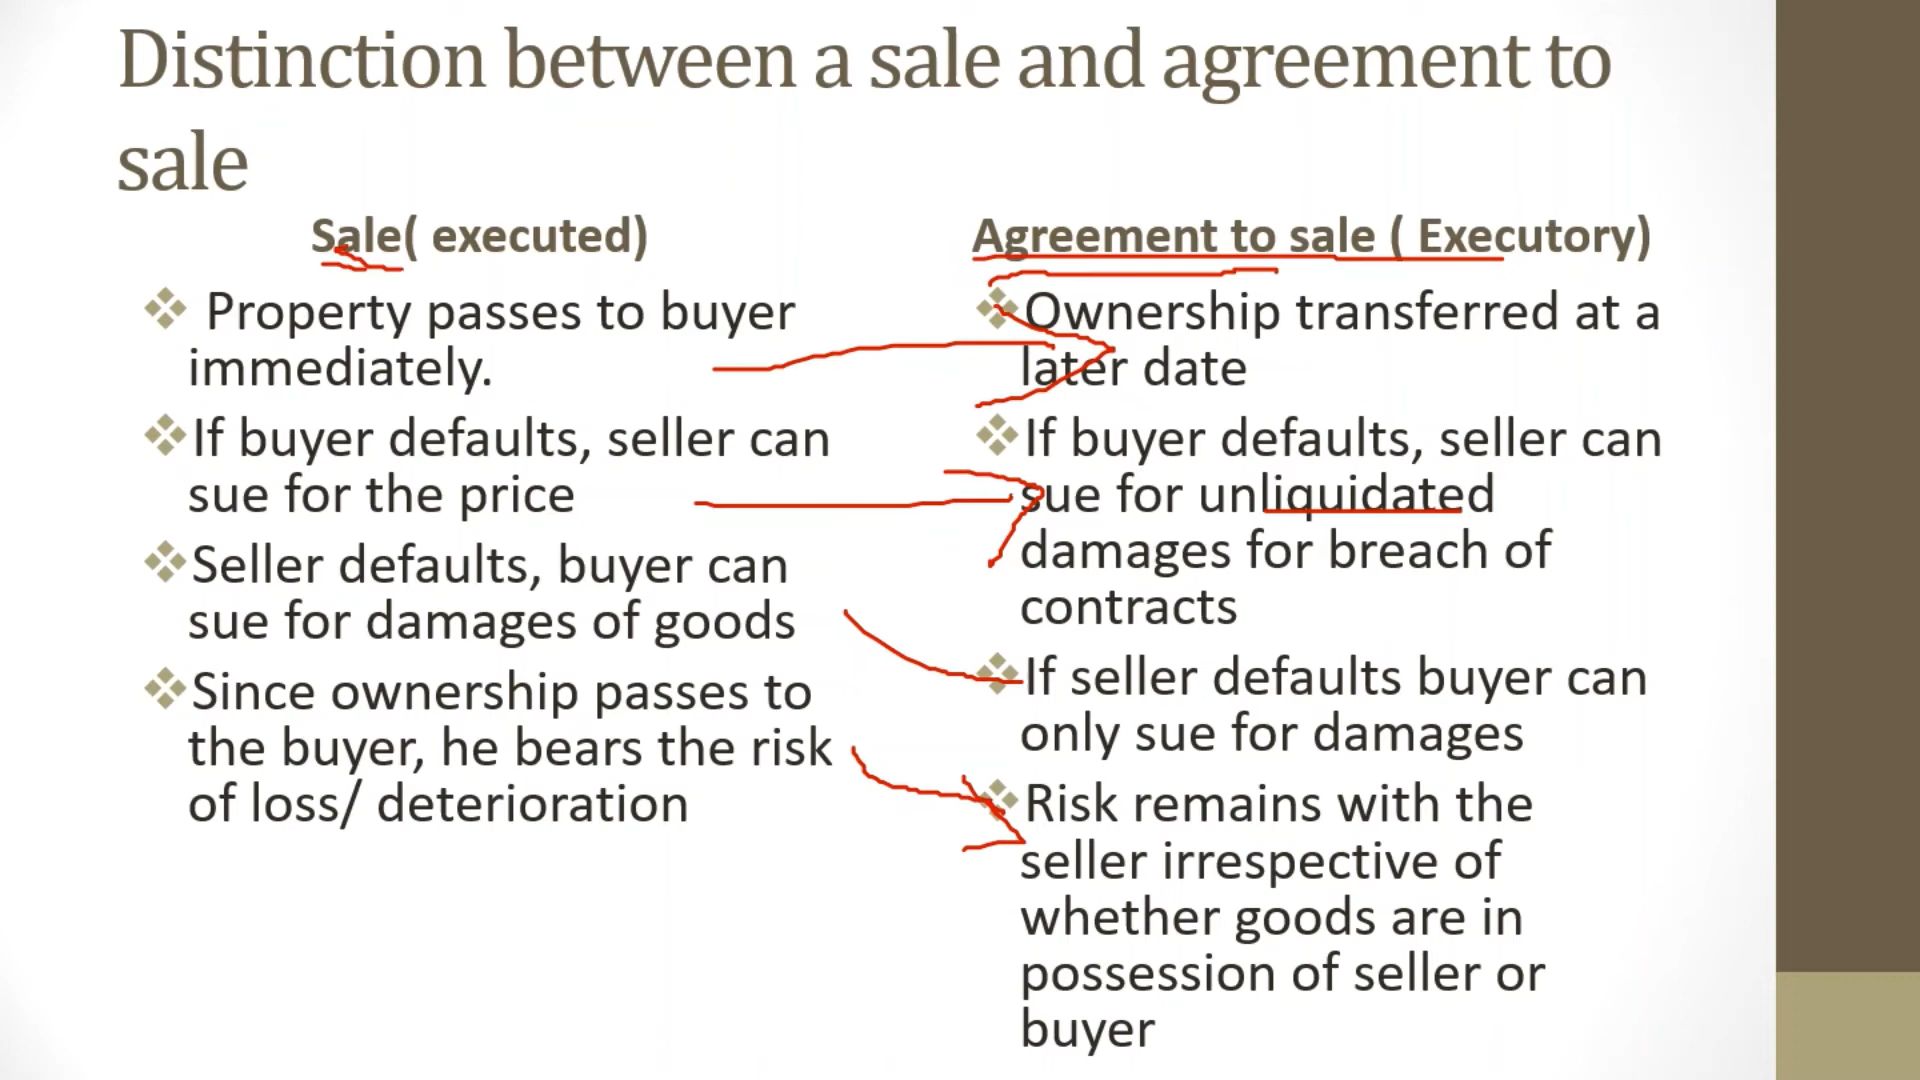 Distinction between a sale and agreement to
sale
Sale( executed)
Property passes to buyer
immediately.
If buyer defaults, seller can
sue for the price
Seller defaults, buyer can
sue for damages of goods
Since ownership passes to
the buyer, he bears the risk
of loss/ deterioration
Agreement to sale ( Executory)
Ownership transferred at a
later date
If buyer defaults, seller can
sue for unliquidated
damages for breach of
contracts
If seller defaults buyer can
only sue for damages
Risk remains with the
seller irrespective of
whether goods are in
possession of seller or
buyer